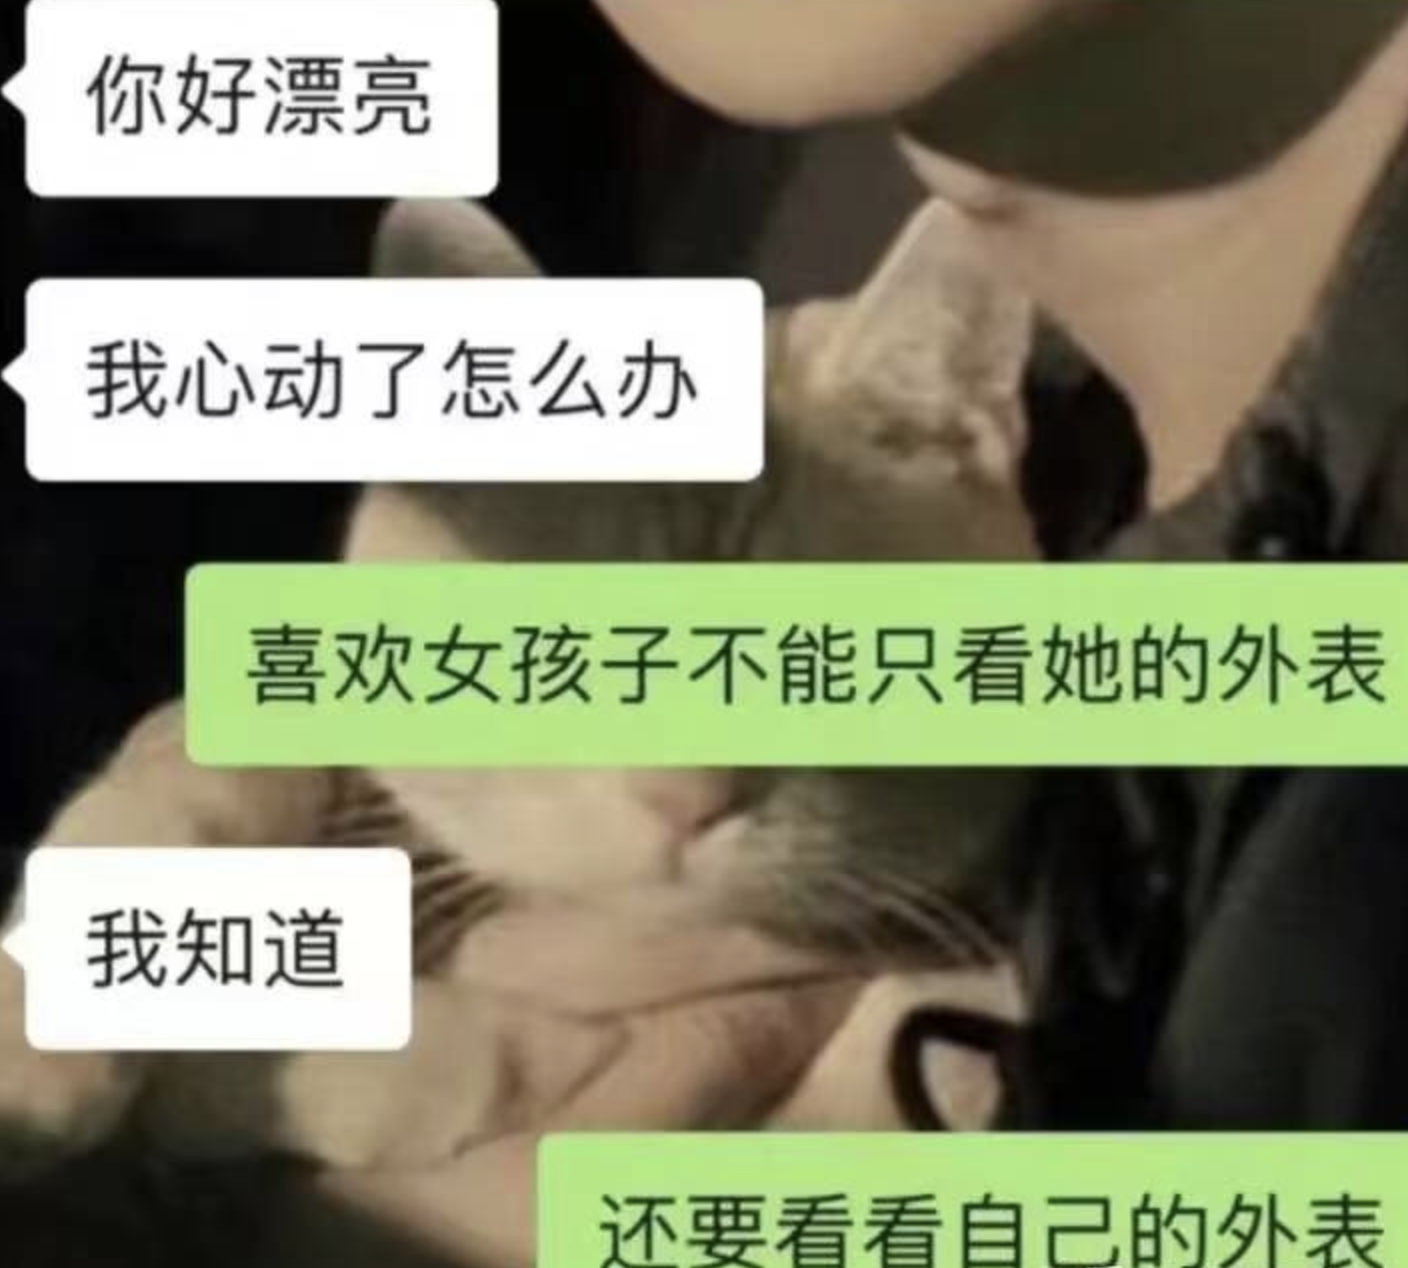 你好漂亮
我心动了怎么办
喜欢女孩子不能只看她的外表
我知道
还要看看自己的外表